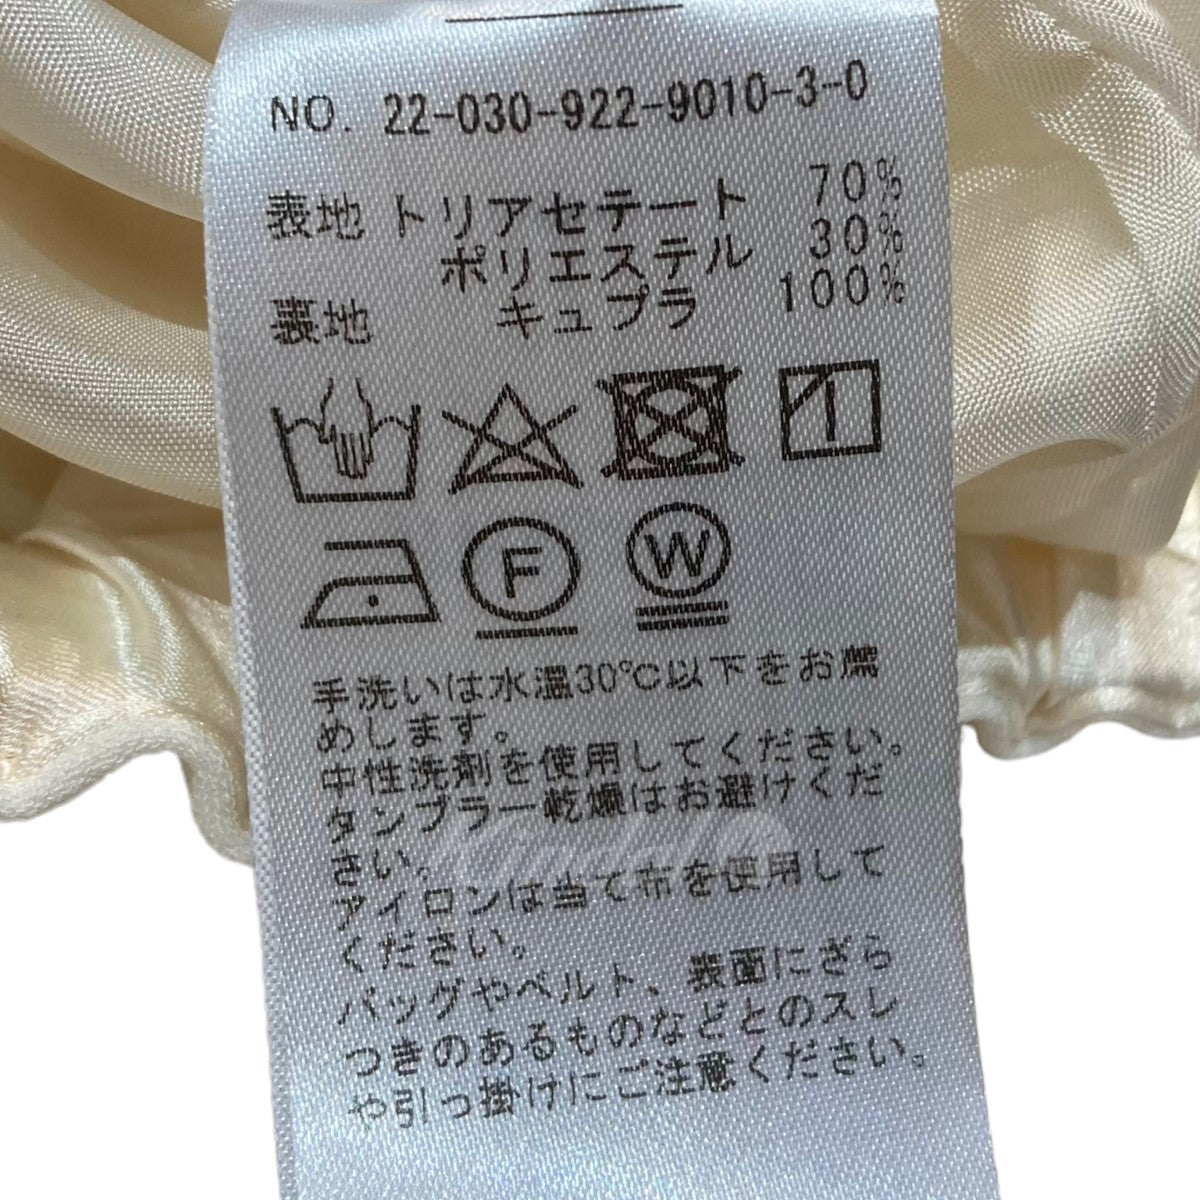 NO. 22-030-922-9010-3-0
表地 トリアセテート 70%
ポリエステル 30%
裏地 キュプラ 100%
F W
手洗いは水温30℃以下をお薦
めします。
中性洗剤を使用してください。
タンブラー乾燥はお避けくだ
さい。
アイロンは当て布を使用して
ください。
バッグやベルト、表面にざら
つきのあるものなどとのスレ
や引っ掛けにご注意ください。
Kindal